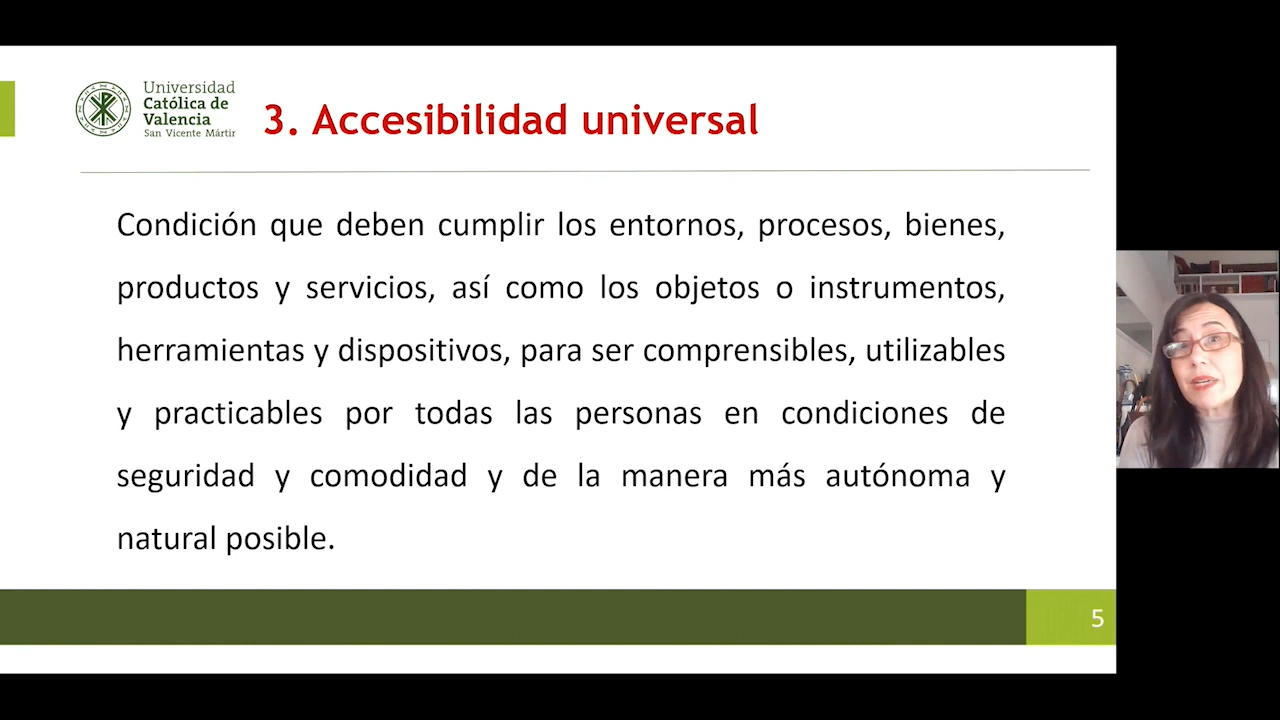 Universidad
Católica de
Valencia
San Vicente Mártir
3. Accesibilidad universal
Condición que deben cumplir los entornos, procesos, bienes,
productos y servicios, así como los objetos o instrumentos,
herramientas y dispositivos, para ser comprensibles, utilizables
y practicables por todas las personas en condiciones de
seguridad y comodidad y de la manera más autónoma y
natural posible.
5